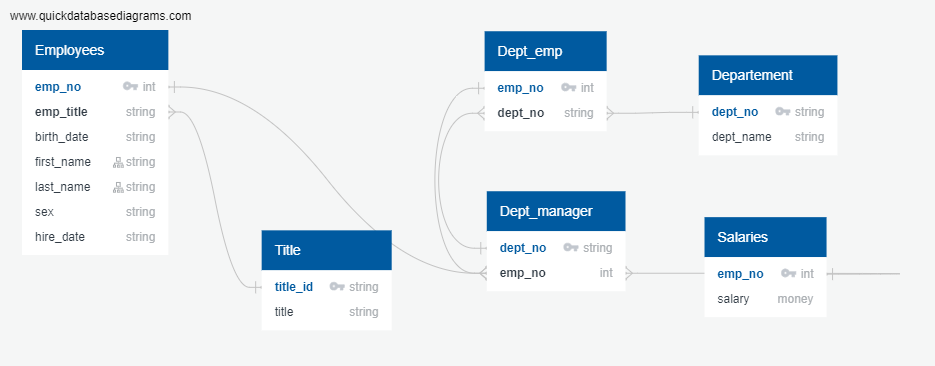 www.quickdatabasediagrams.com
Employees
emp_no int
emp_title string
birth_date string
first_name string
last_name string
sex string
hire_date string
Title
title_id string
title string
Dept_emp
emp_no int
dept_no string
Dept_manager
dept_no string
emp_no int
Departement
dept_no string
dept_name string
Salaries
emp_no int
salary money